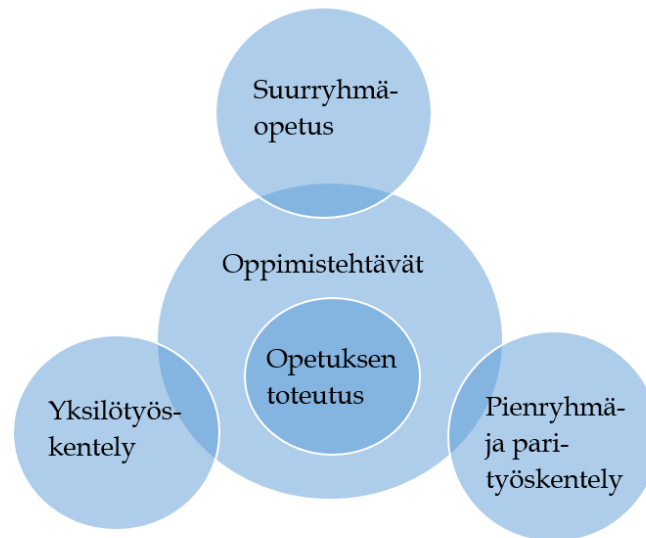 Suurryhmä-
opetus
Oppimistehtävät
Opetuksen
toteutus
Yksilötyös-
kentely
Pienryhmä-
ja pari-
työskentely